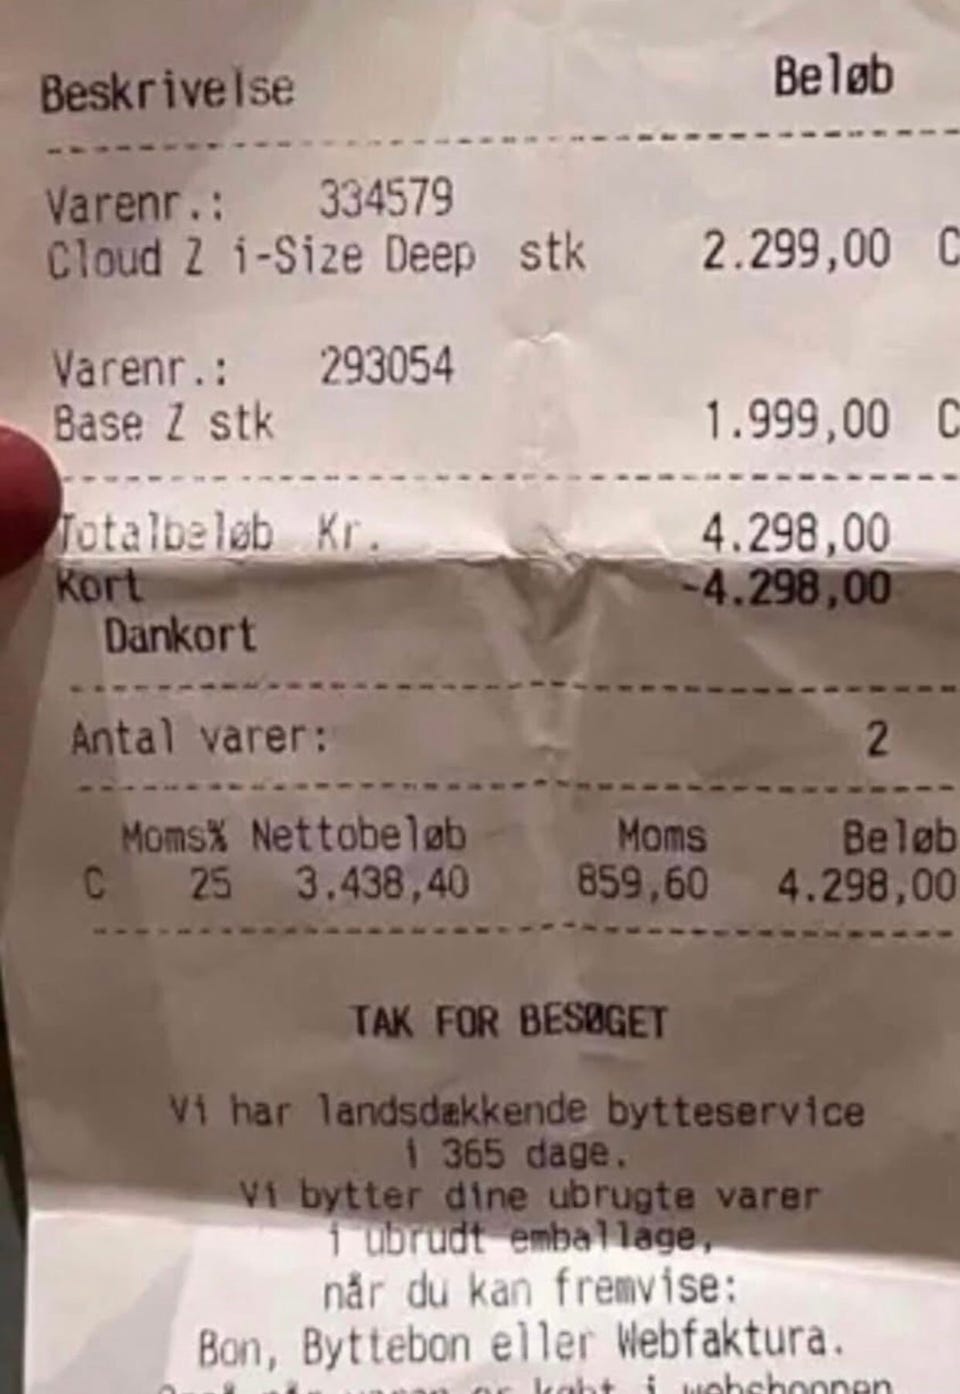 Beskrivelse Beløb
Varenr.: 334579
Cloud Z i-Size Deep stk 2.299,00 C
Varenr.: 293054
Base Z stk 1.999,00 C
Totalbeløb Kr. 4.298,00
Kort -4.298,00
Dankort
Antal varer: 2
Moms% Nettobeløb Moms Beløb
C 25 3.438,40 859,60 4.298,00
TAK FOR BESØGET
Vi har landsdækkende bytteservice
i 365 dage.
Vi bytter dine ubrugte varer
i ubrudt emballage,
når du kan fremvise:
Bon, Byttebon eller Webfaktura.
er købt i webshoppen